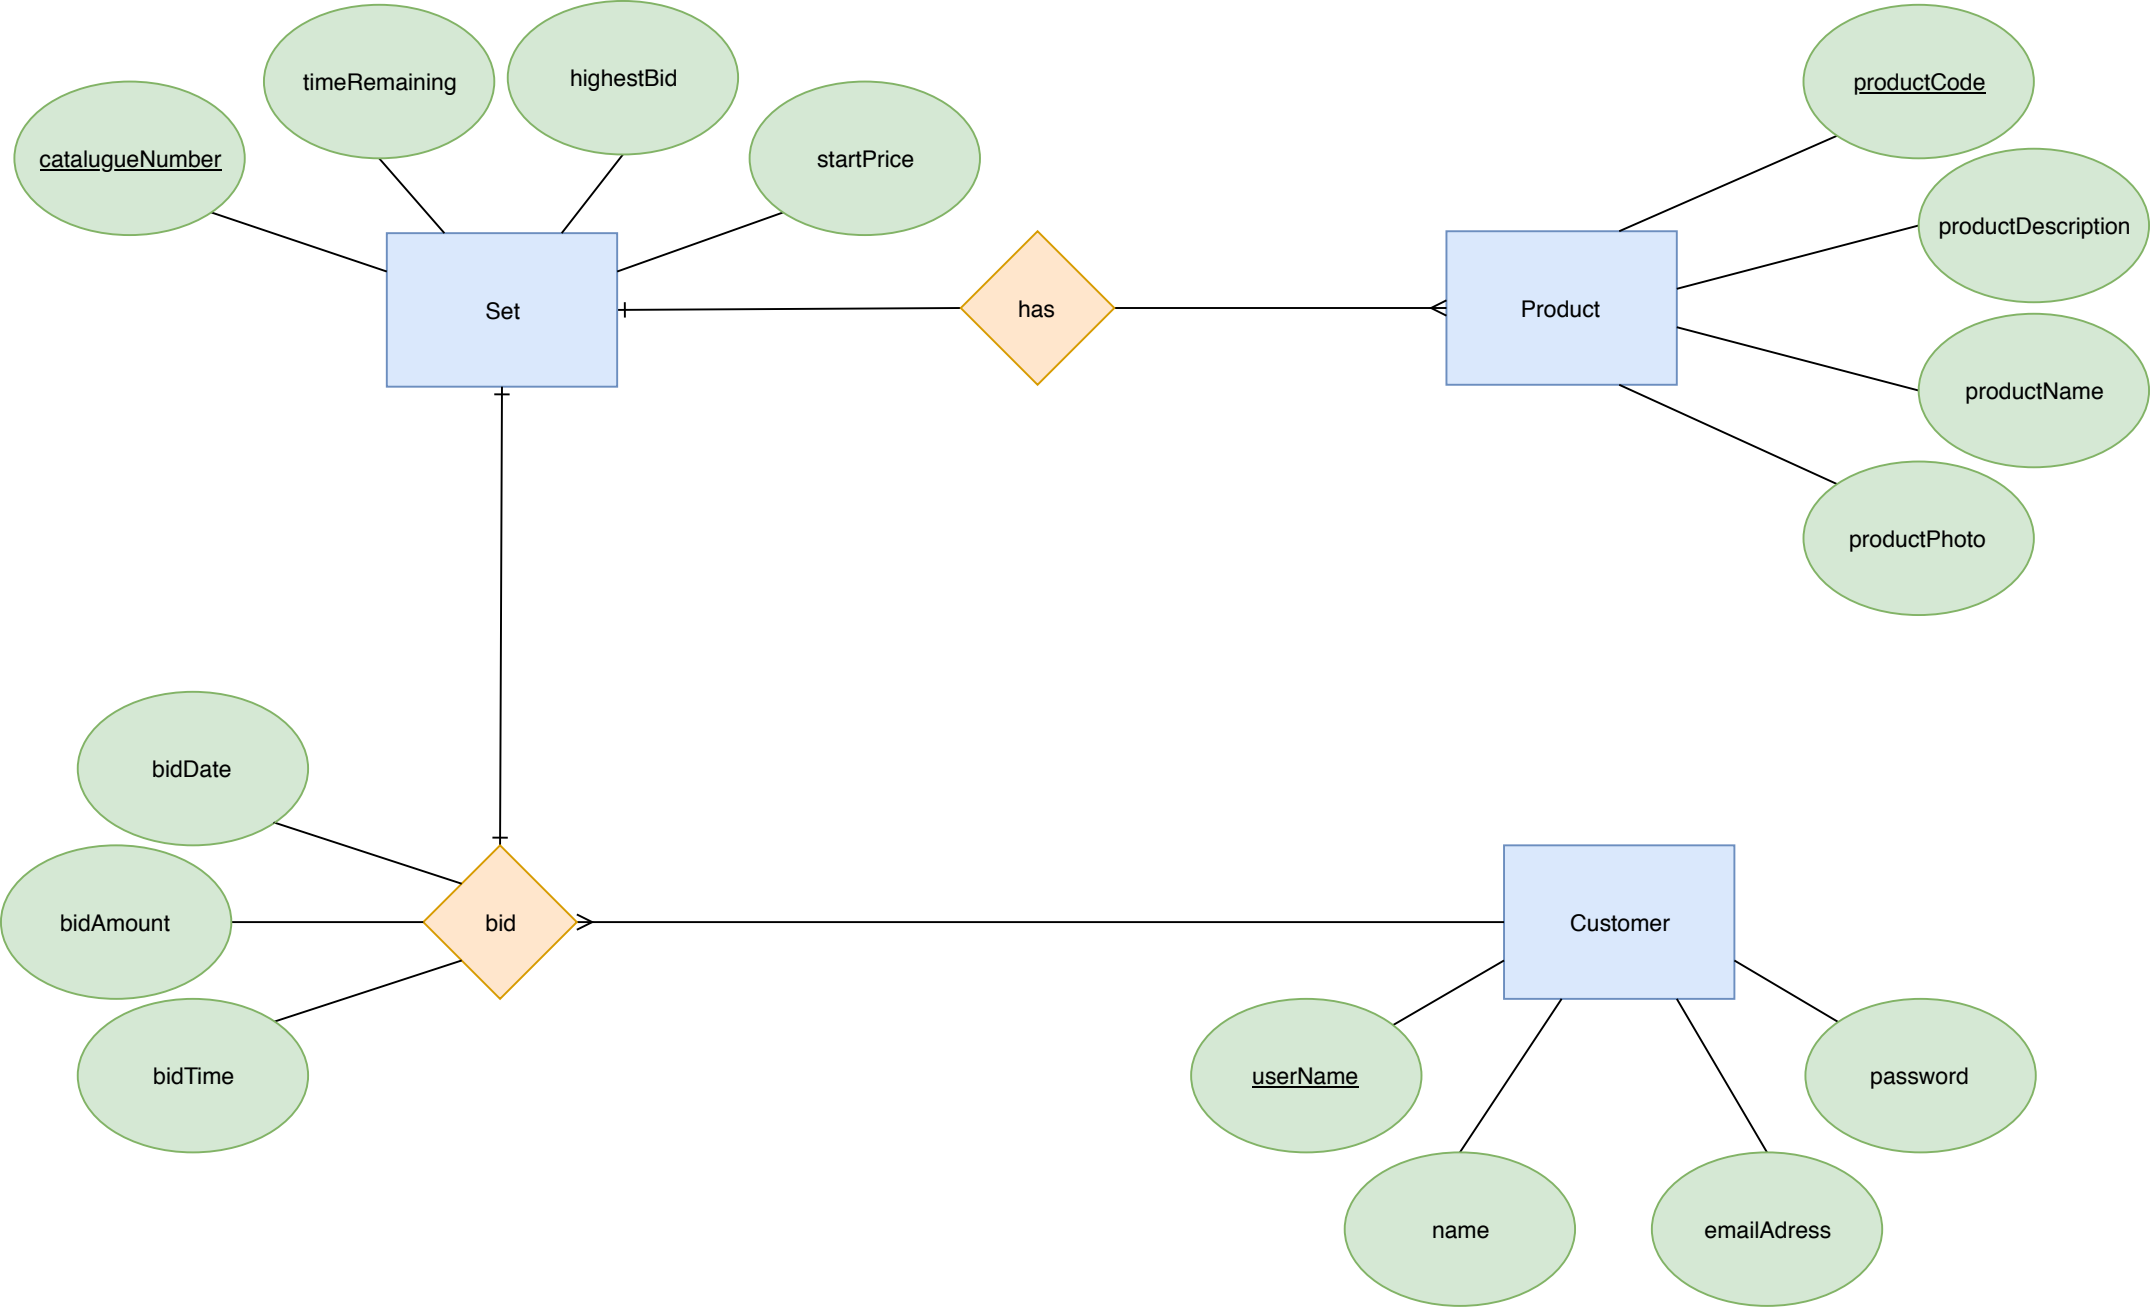 timeRemaining
highestBid
productCode
catalugueNumber
startPrice
productDescription
Set
has
Product
productName
productPhoto
bidDate
bidAmount
bid
Customer
bidTime
userName
password
name
emailAdress